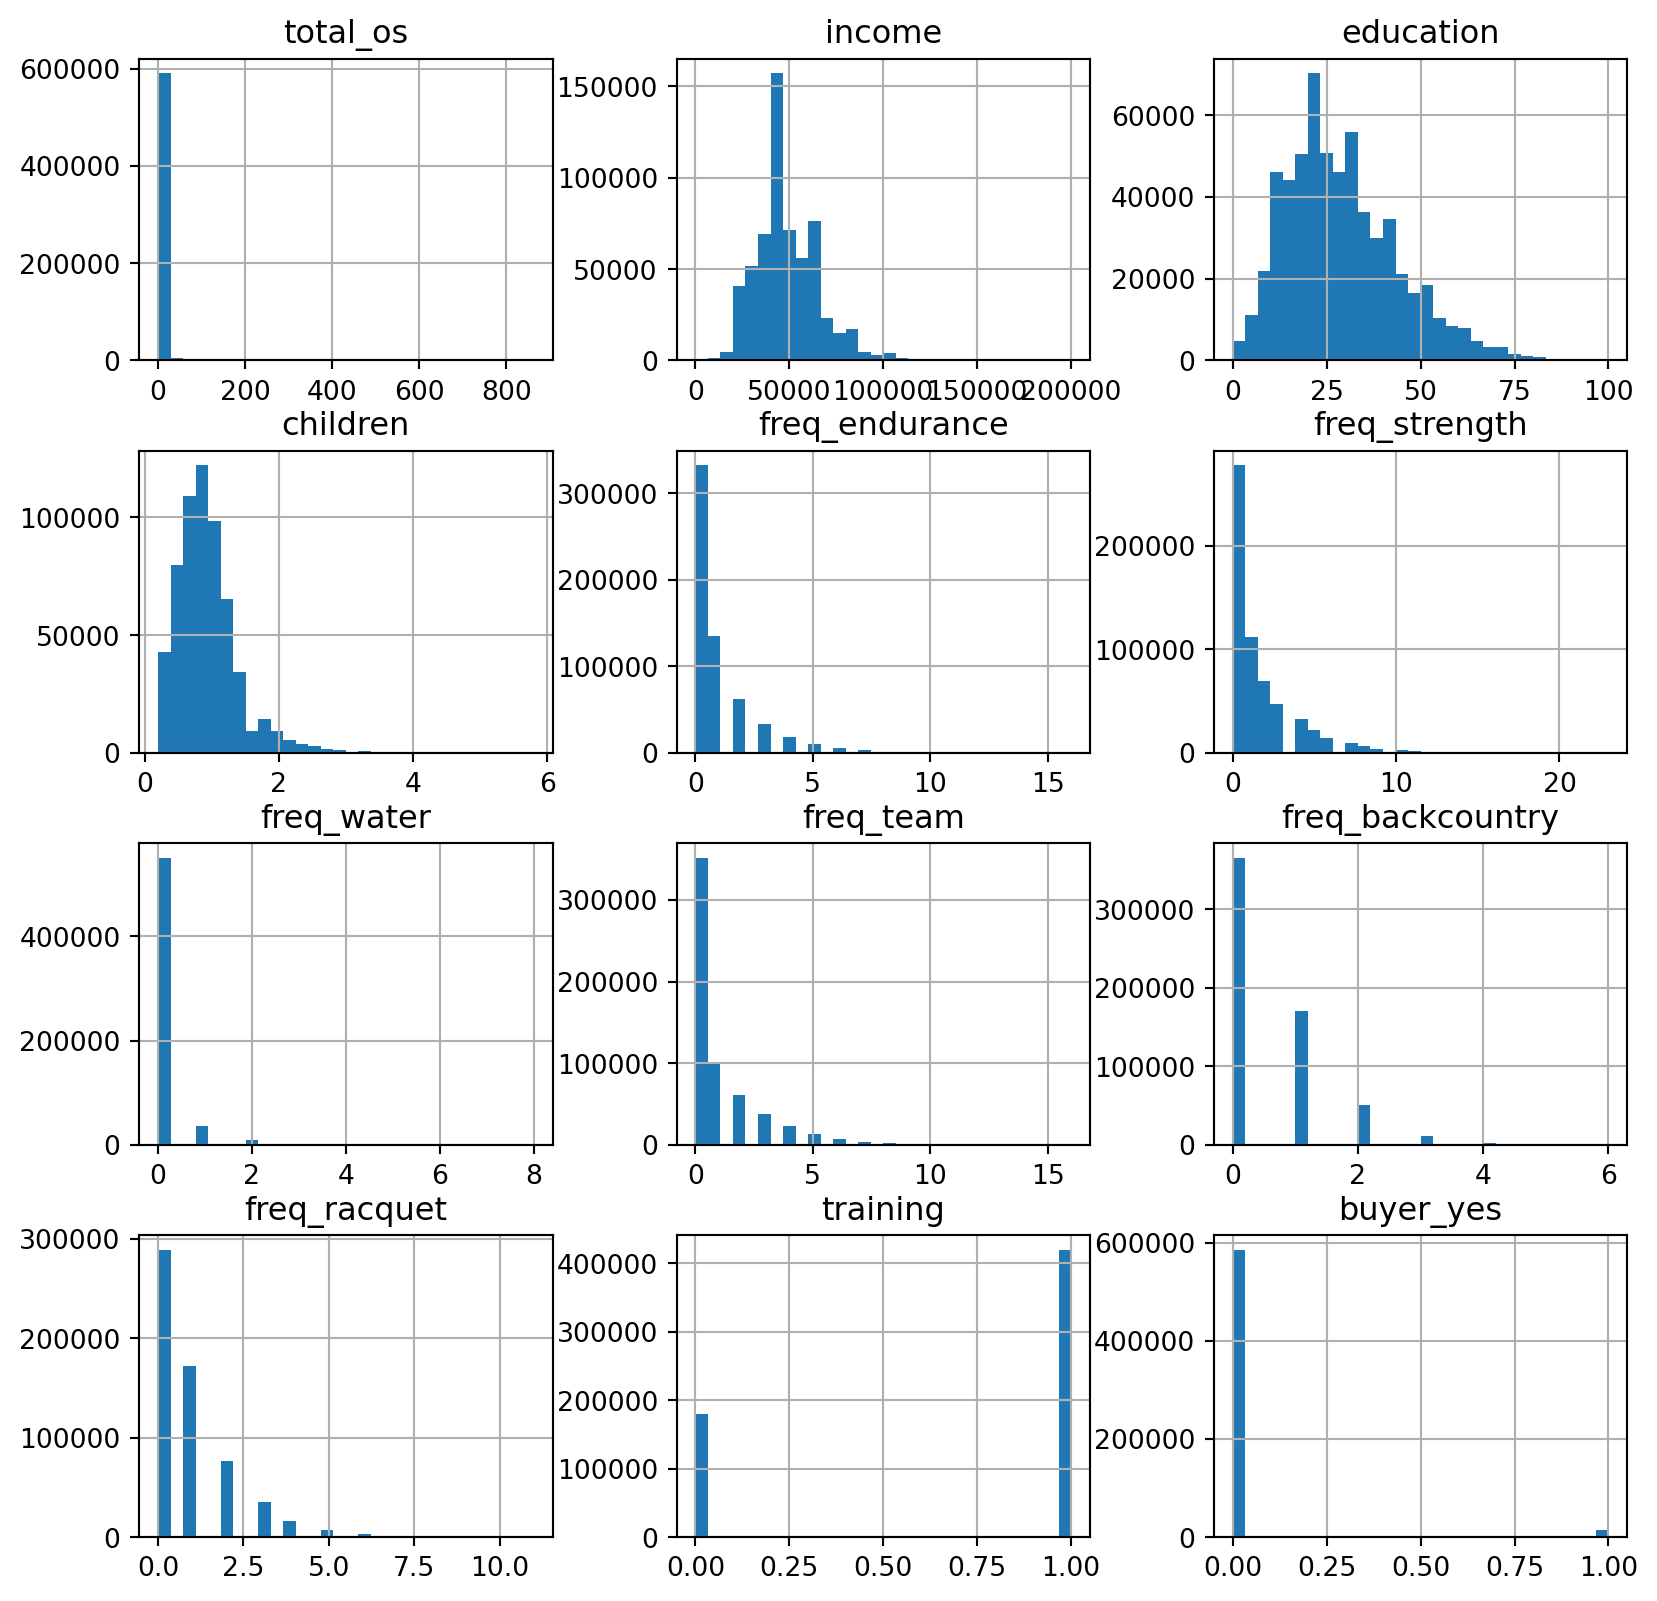 total_os
income
education
600000
400000
200000
0
0 200 400 600 800
150000
100000
50000
0
0 50000 100000 150000 200000
60000
40000
20000
0
0 25 50 75 100
children
freq_endurance
freq_strength
100000
50000
0
0 2 4 6
300000
200000
100000
0
0 5 10 15
200000
100000
0
0 10 20
freq_water
freq_team
freq_backcountry
400000
200000
0
0 2 4 6 8
300000
200000
100000
0
0 5 10 15
300000
200000
100000
0
0 2 4 6
freq_racquet
training
buyer_yes
300000
200000
100000
0
0.0 2.5 5.0 7.5 10.0
400000
300000
200000
100000
0
0.00 0.25 0.50 0.75 1.00
600000
400000
200000
0
0.00 0.25 0.50 0.75 1.00